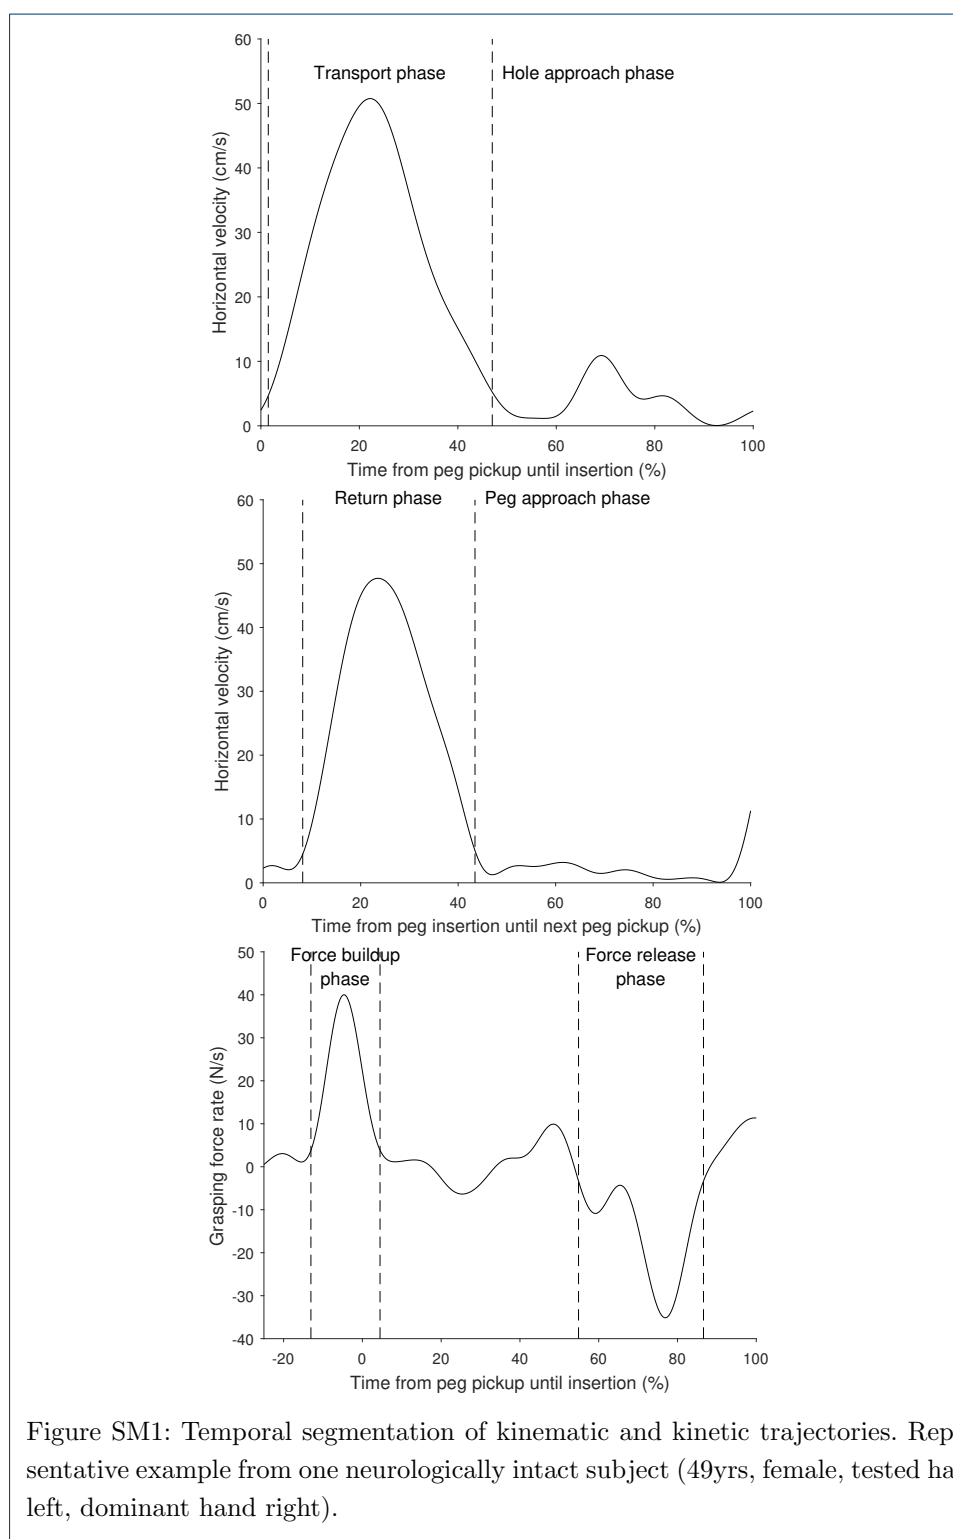 60
50
40
30
20
10
0
Horizontal velocity (cm/s)
Transport phase
Hole approach phase
0 20 40 60 80 100
Time from peg pickup until insertion (%)
60
50
40
30
20
10
0
Horizontal velocity (cm/s)
Return phase
Peg approach phase
0 20 40 60 80 100
Time from peg insertion until next peg pickup (%)
50
40
30
20
10
0
-10
-20
-30
-40
Grasping force rate (N/s)
Force buildup
phase
Force release
phase
-20 0 20 40 60 80 100
Time from peg pickup until insertion (%)
Figure SM1: Temporal segmentation of kinematic and kinetic trajectories. Rep
sentative example from one neurologically intact subject (49yrs, female, tested ha
left, dominant hand right).